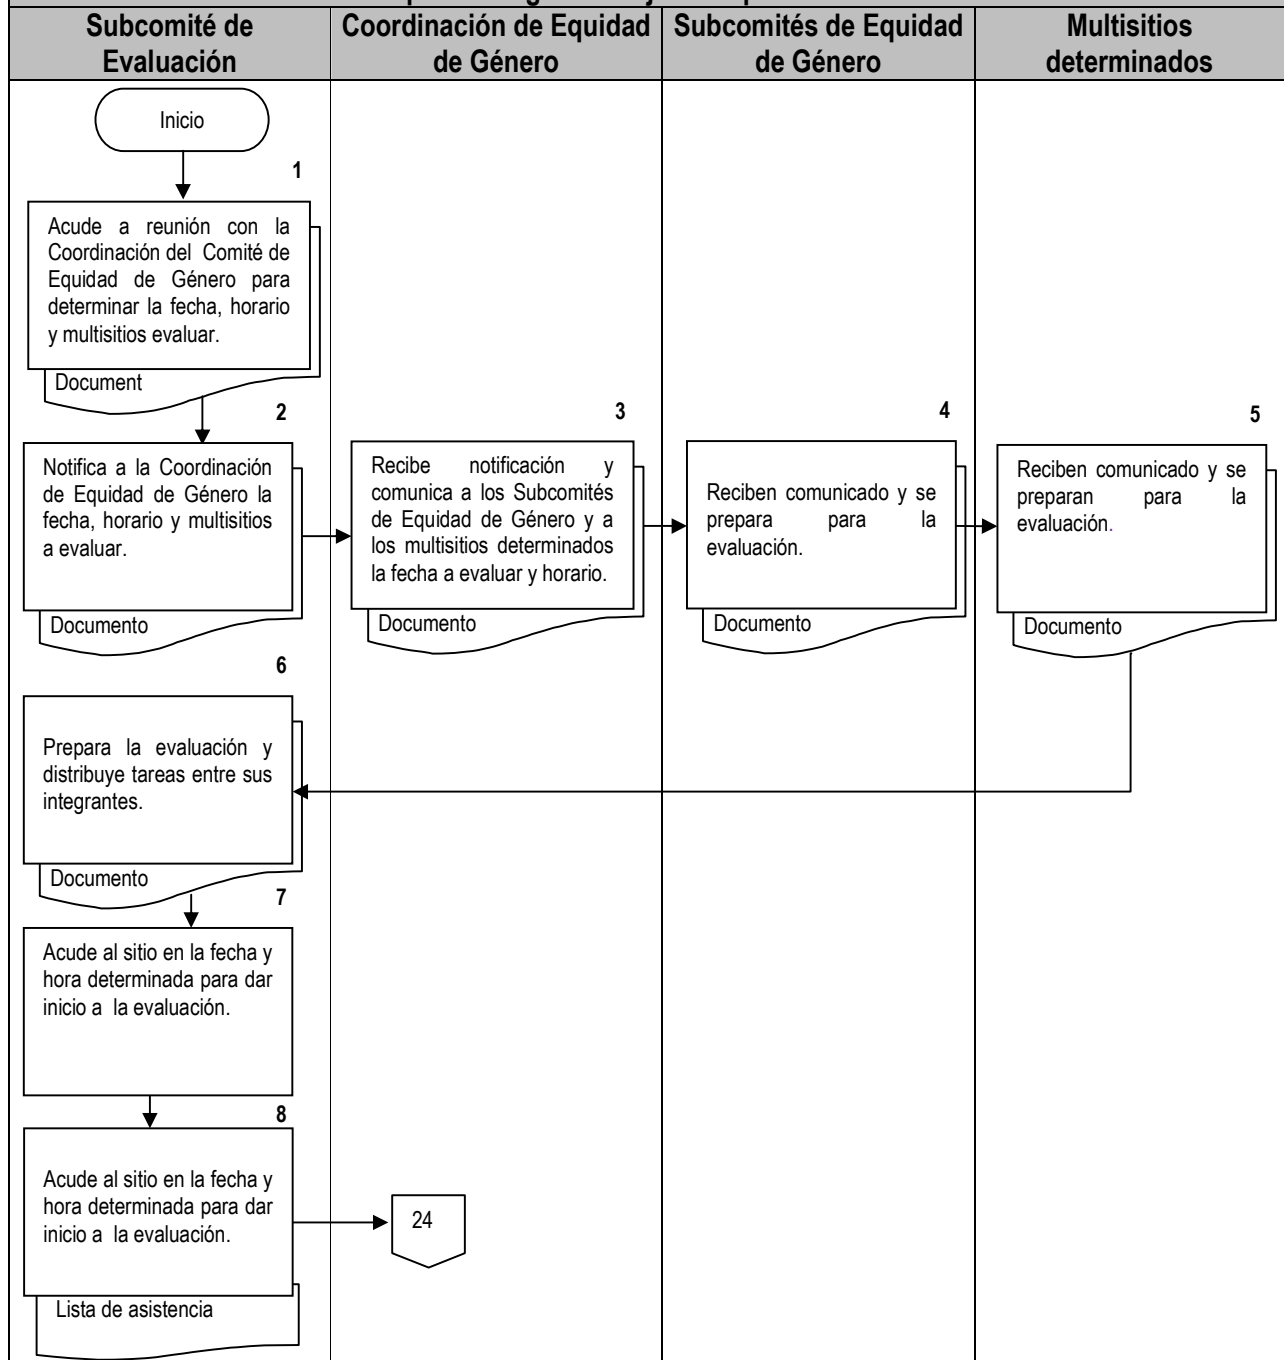 Subcomité de
Evaluación
Coordinación de Equidad
de Género
Subcomités de Equidad
de Género
Multisitios
determinados
Inicio
1
Acude a reunión con la
Coordinación del Comité de
Equidad de Género para
determinar la fecha, horario
y multisitios evaluar.
Document
2
Notifica a la Coordinación
de Equidad de Género la
fecha, horario y multisitios
a evaluar.
Documento
3
Recibe notificación y
comunica a los Subcomités
de Equidad de Género y a
los multisitios determinados
la fecha a evaluar y horario.
Documento
4
Reciben comunicado y se
prepara para la
evaluación.
Documento
5
Reciben comunicado y se
preparan para la
evaluación.
Documento
6
Prepara la evaluación y
distribuye tareas entre sus
integrantes.
Documento
7
Acude al sitio en la fecha y
hora determinada para dar
inicio a la evaluación.
8
Acude al sitio en la fecha y
hora determinada para dar
inicio a la evaluación.
Lista de asistencia
24